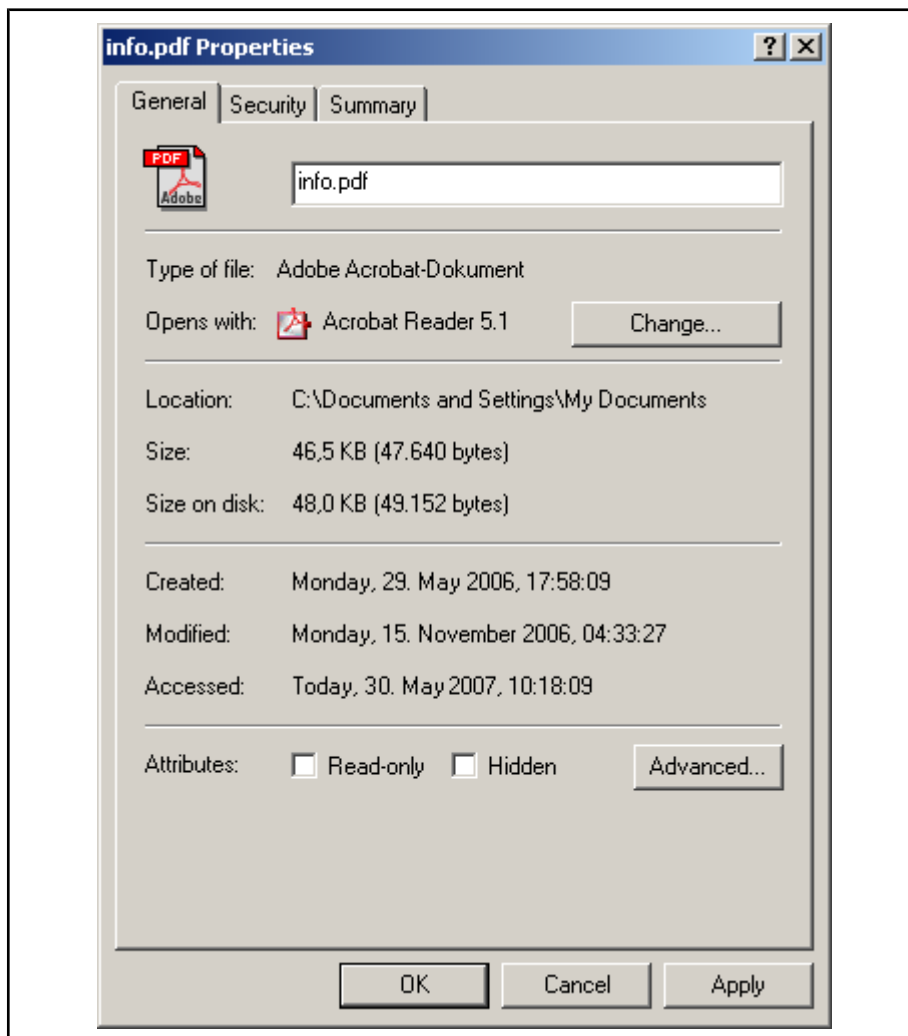 info.pdf Properties
General Security Summary
PDF
Adobe
info.pdf
Type of file: Adobe Acrobat-Dokument
Opens with: Acrobat Reader 5.1 Change...
Location: C:\Documents and Settings\My Documents
Size: 46,5 KB (47.640 bytes)
Size on disk: 48,0 KB (49.152 bytes)
Created: Monday, 29. May 2006, 17:58:09
Modified: Monday, 15. November 2006, 04:33:27
Accessed: Today, 30. May 2007, 10:18:09
Attributes: Read-only Hidden Advanced...
OK Cancel Apply